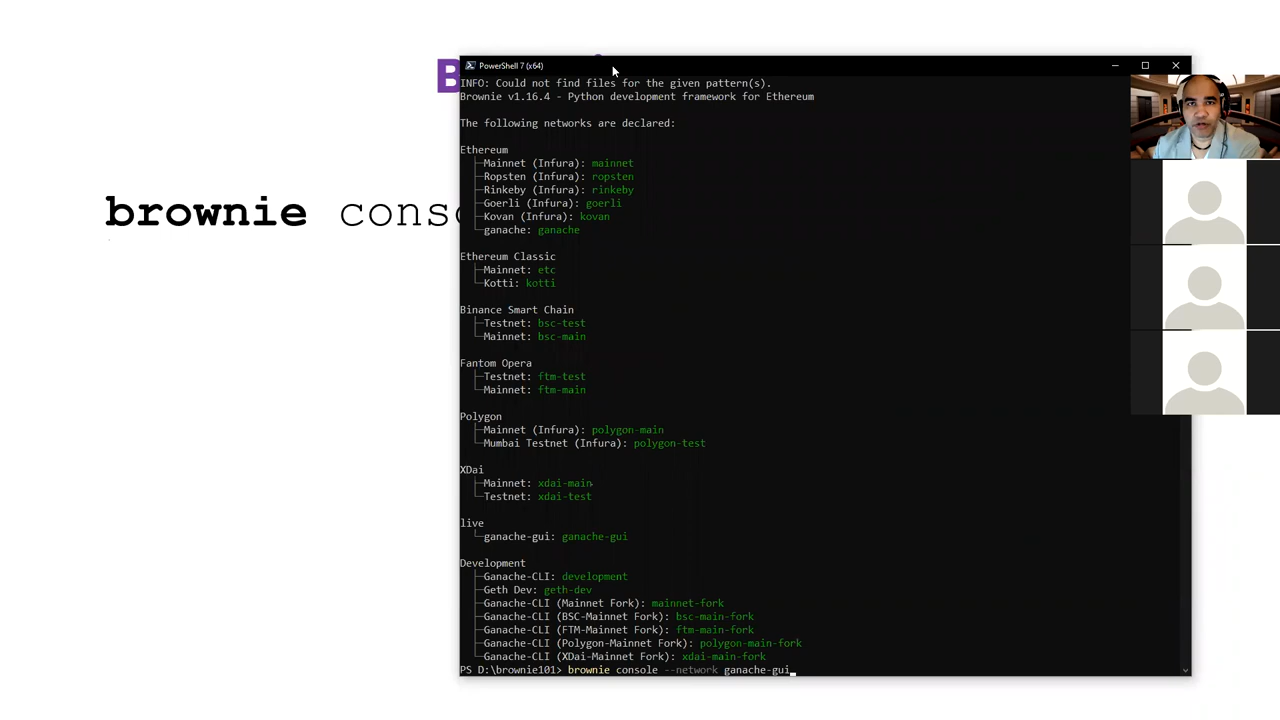 B
brownie conso
PowerShell 7 (x64)
INFO: Could not find files for the given pattern(s).
Brownie v1.16.4 - Python development framework for Ethereum
The following networks are declared:
Ethereum
├─Mainnet (Infura): mainnet
├─Ropsten (Infura): ropsten
├─Rinkeby (Infura): rinkeby
├─Goerli (Infura): goerli
├─Kovan (Infura): kovan
└─ganache: ganache
Ethereum Classic
├─Mainnet: etc
└─Kotti: kotti
Binance Smart Chain
├─Testnet: bsc-test
└─Mainnet: bsc-main
Fantom Opera
├─Testnet: ftm-test
└─Mainnet: ftm-main
Polygon
├─Mainnet (Infura): polygon-main
└─Mumbai Testnet (Infura): polygon-test
XDai
├─Mainnet: xdai-main
└─Testnet: xdai-test
live
└─ganache-gui: ganache-gui
Development
├─Ganache-CLI: development
├─Geth Dev: geth-dev
├─Ganache-CLI (Mainnet Fork): mainnet-fork
├─Ganache-CLI (BSC-Mainnet Fork): bsc-main-fork
├─Ganache-CLI (FTM-Mainnet Fork): ftm-main-fork
├─Ganache-CLI (Polygon-Mainnet Fork): polygon-main-fork
└─Ganache-CLI (XDai-Mainnet Fork): xdai-main-fork
PS D:\brownie101> brownie console --network ganache-gui